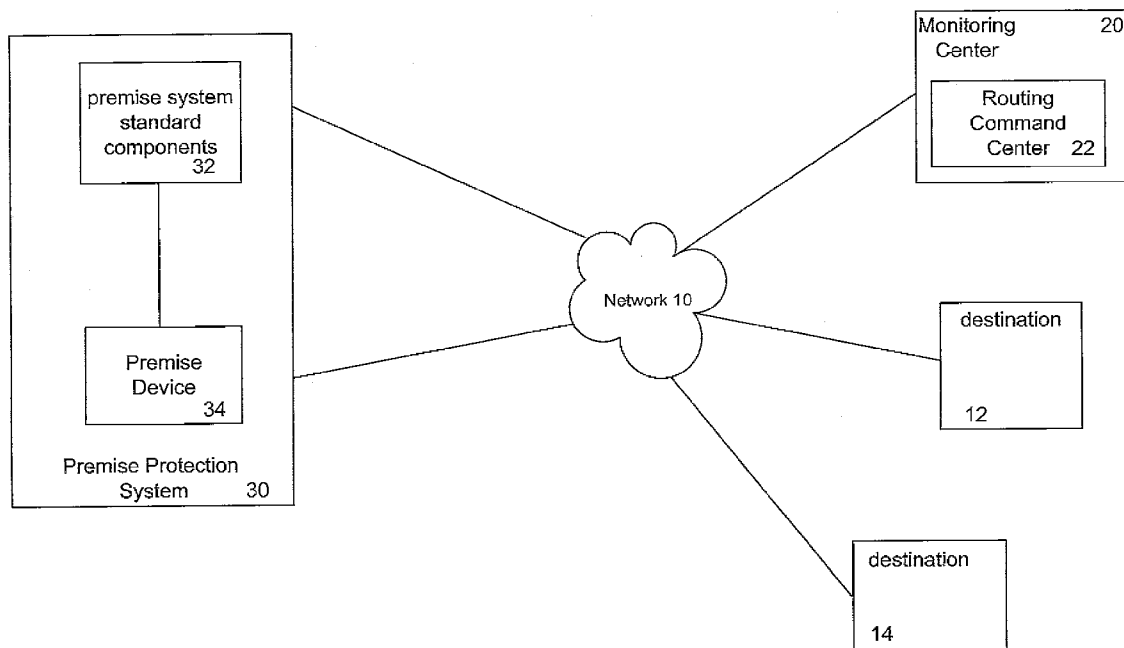 premise system
standard
components
32
Premise
Device
34
Premise Protection
System 30
Network 10
Monitoring 20
Center
Routing
Command
Center 22
destination
12
destination
14